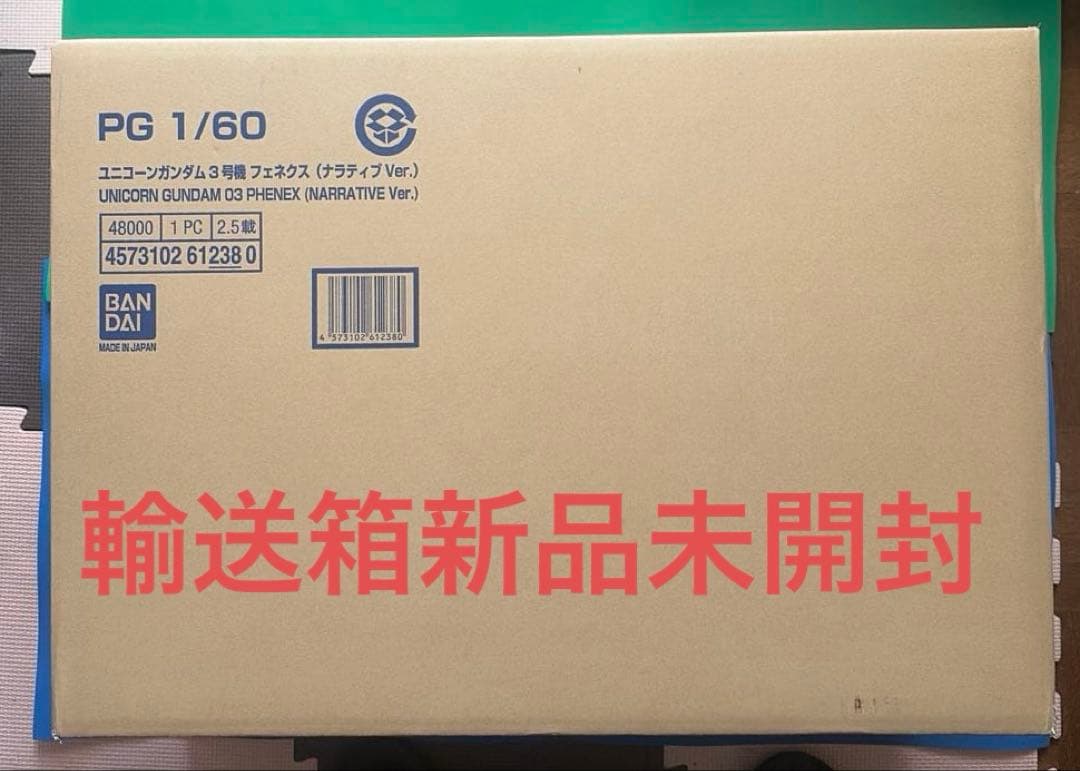 PG 1/60
ユニコーンガンダム3号機 フェネクス (ナラティブ Ver.)
UNICORN GUNDAM 03 PHENEX (NARRATIVE Ver.)
48000 1 PC 2.5載
4573102 61238 0
BAN
DAI
MADE IN JAPAN
4 573102 612380
輸送箱新品未開封